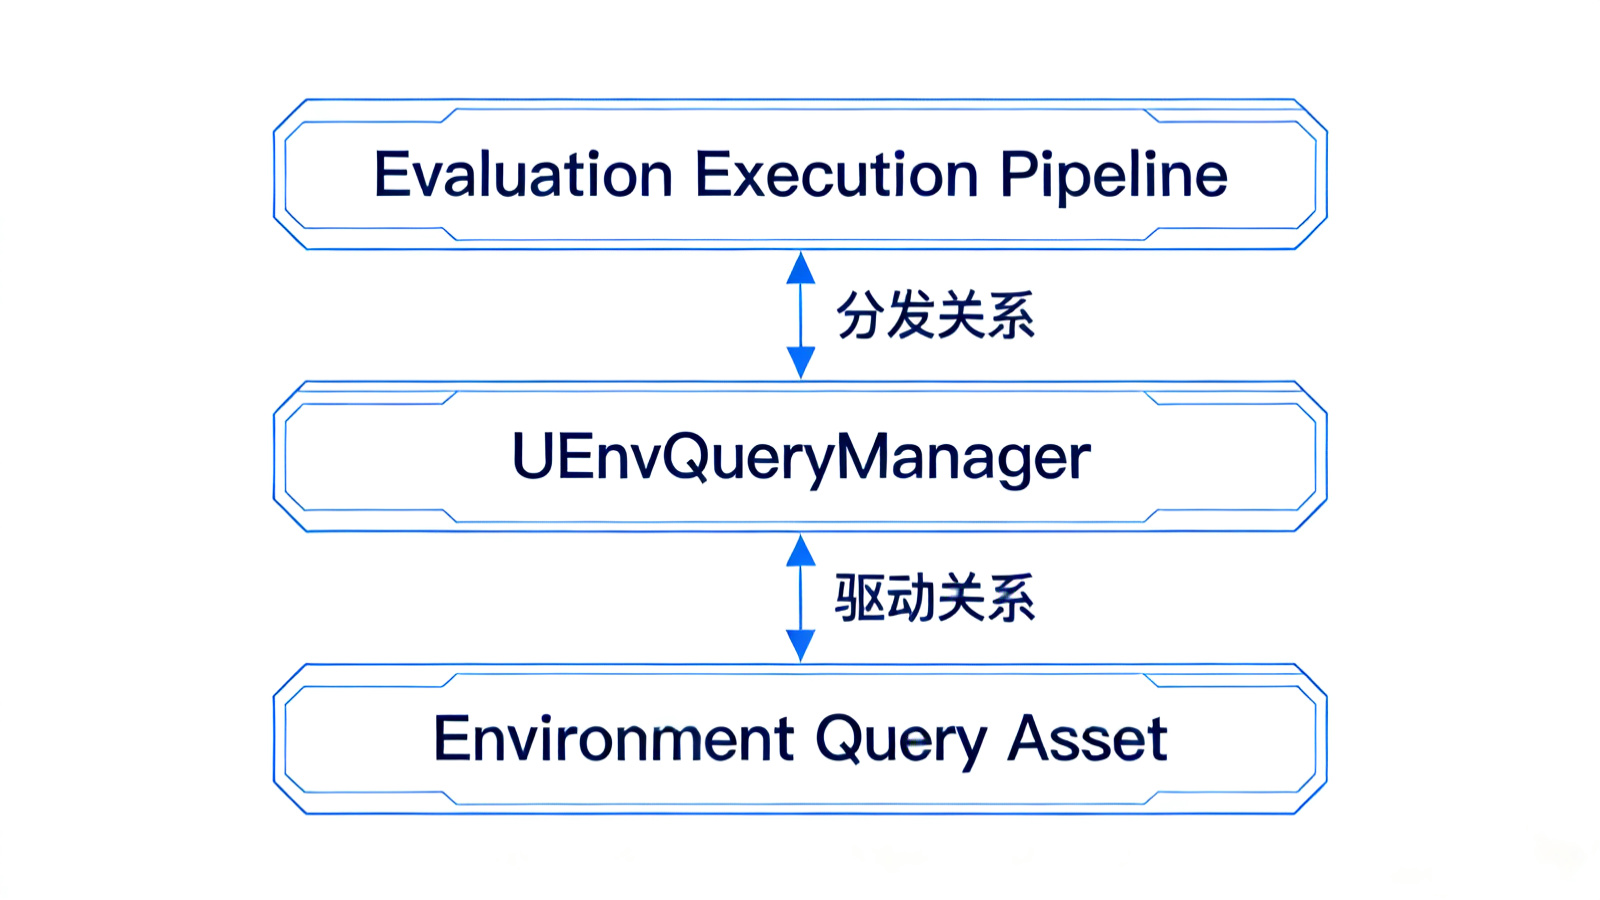 Evaluation Execution Pipeline
分发关系
UEnvQueryManager
驱动关系
Environment Query Asset